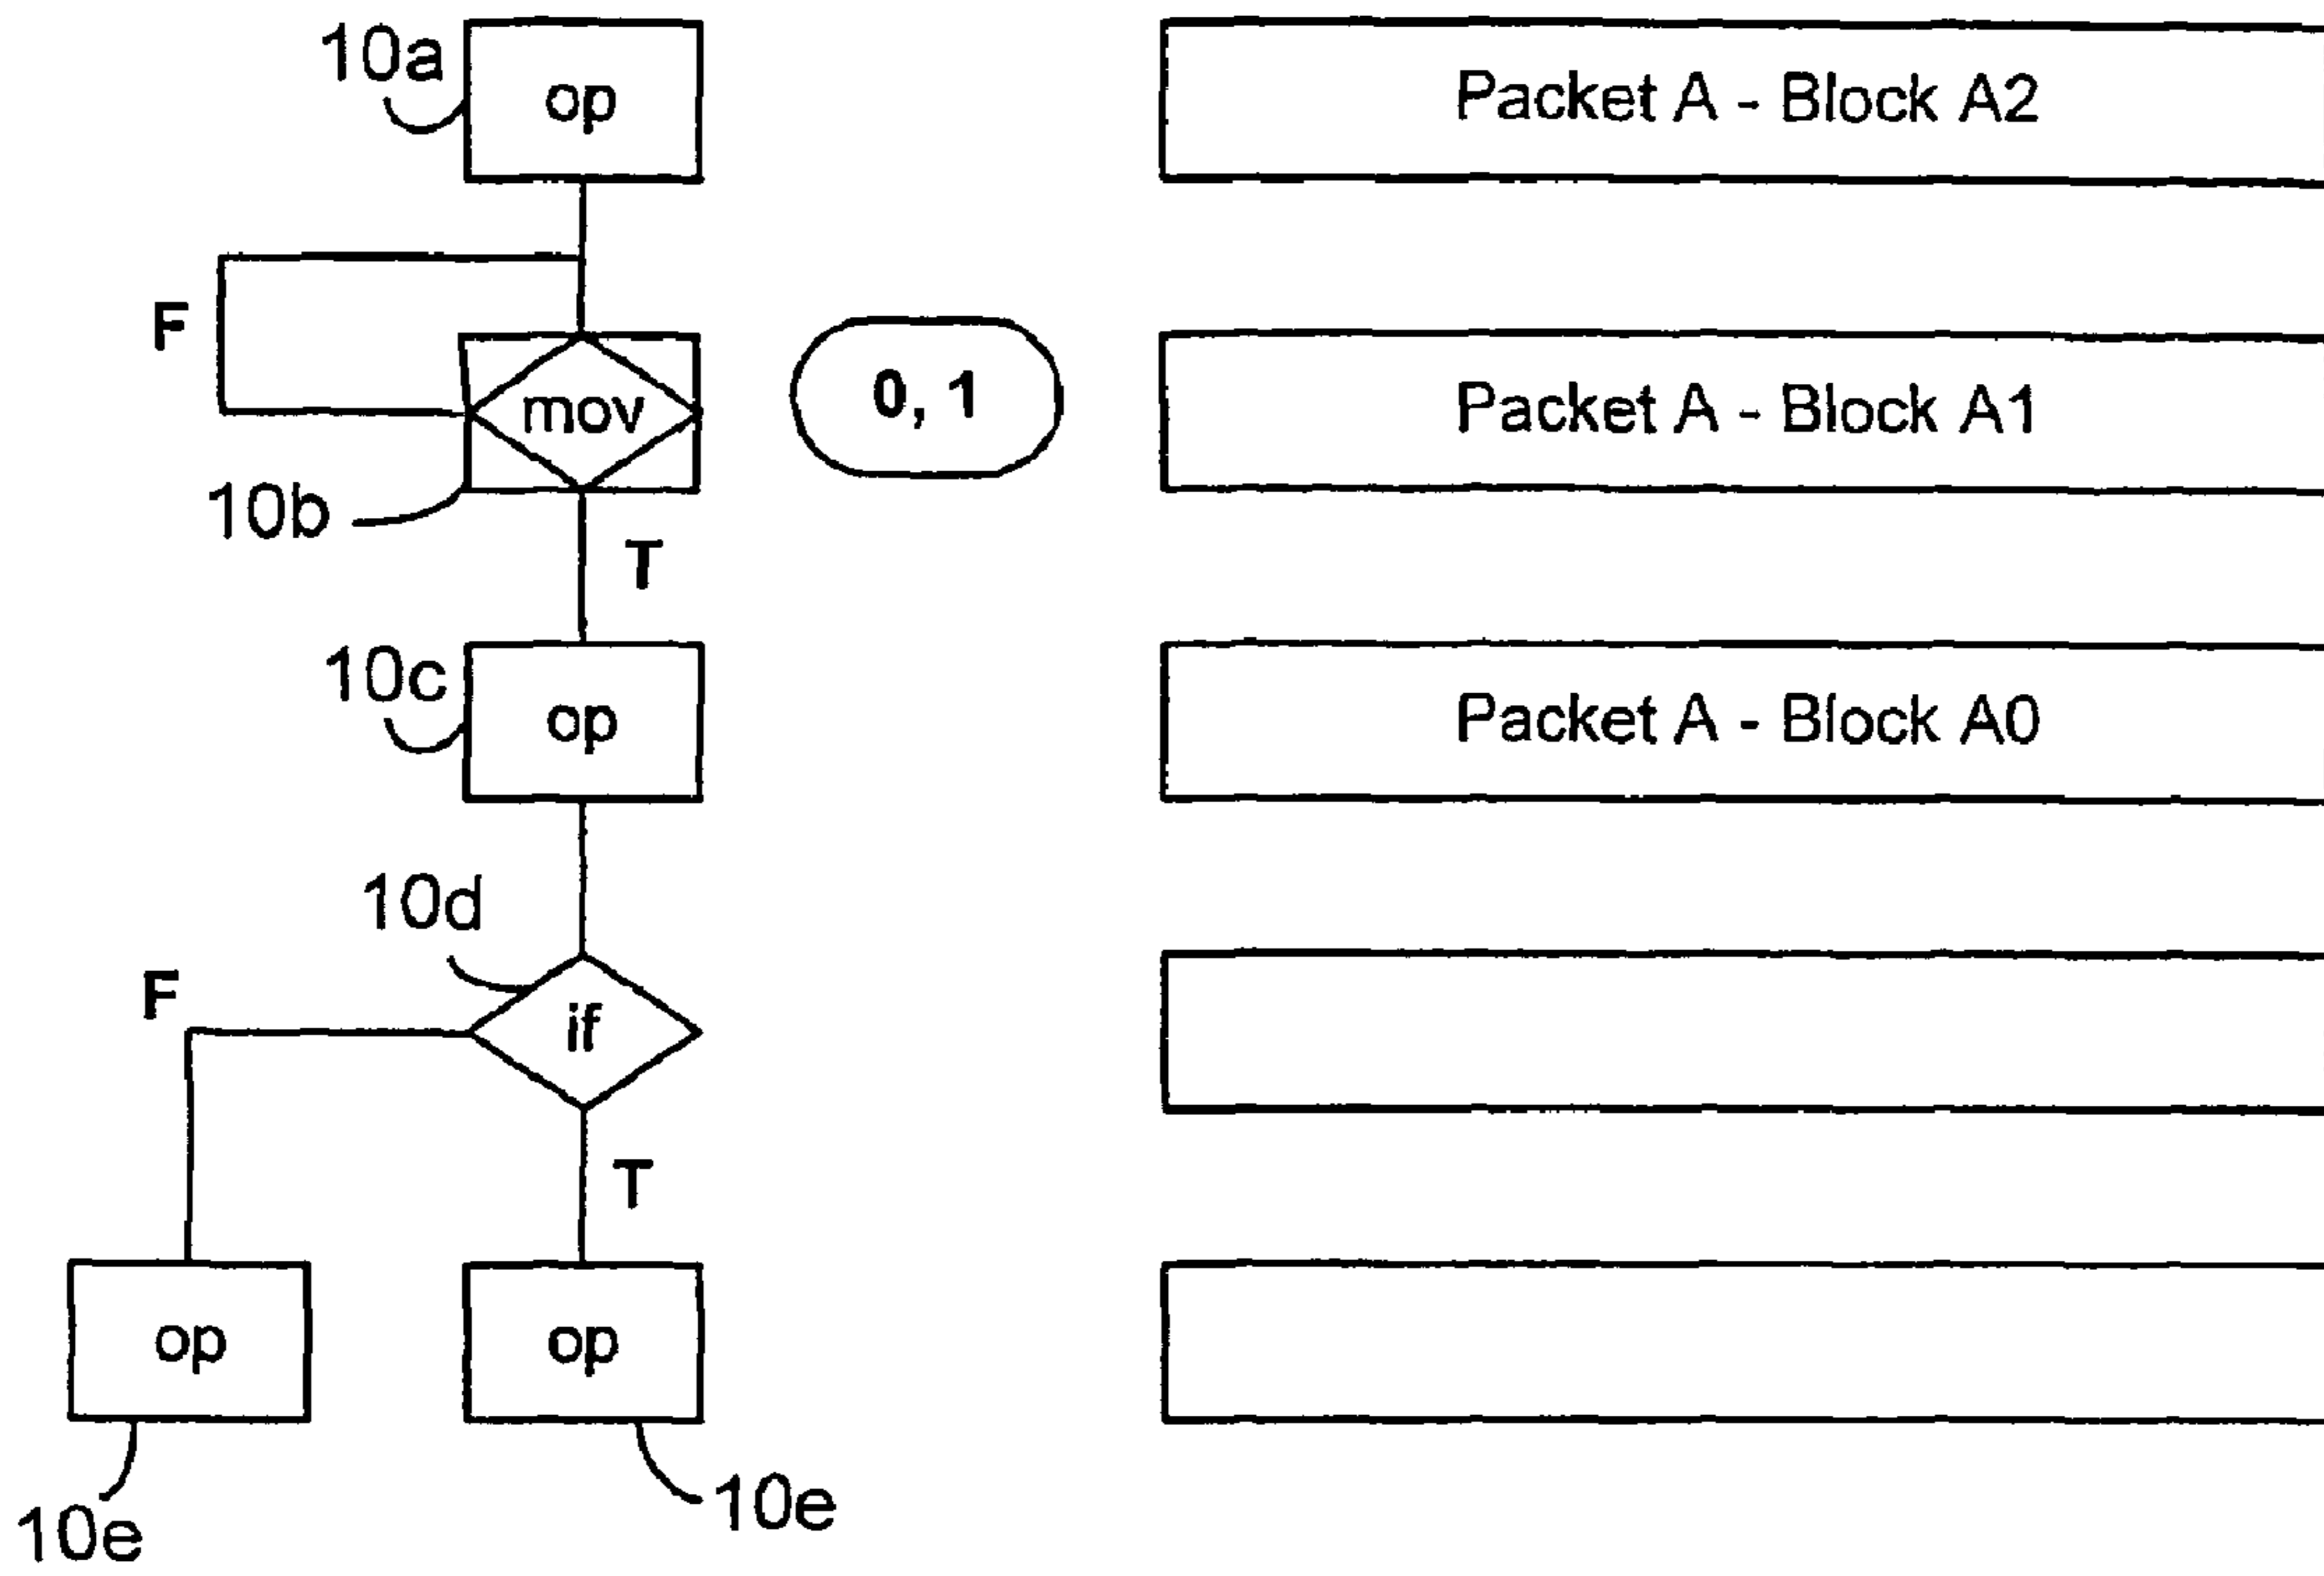 10a
op
Packet A - Block A2
F
mov
0, 1
Packet A - Block A1
10b
T
10c
op
Packet A - Block A0
10d
F
if
T
op
op
10e
10e